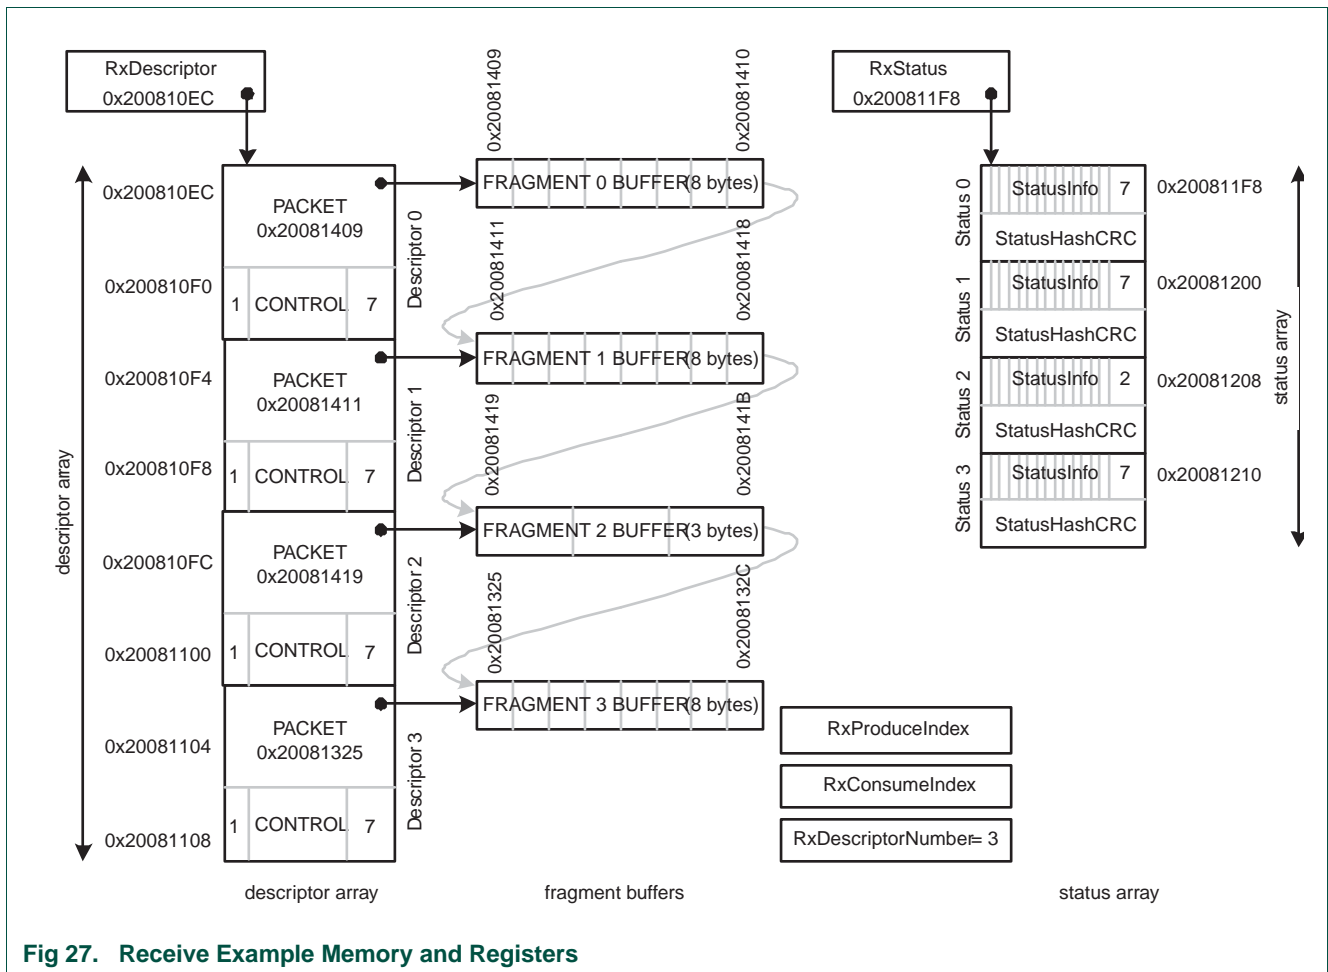 RxDescriptor
0x200810EC
RxStatus
0x200811F8
descriptor array
0x200810EC
PACKET
0x20081409
0x200810F0
1 CONTROL 7
Descriptor 0
0x200810F4
PACKET
0x20081411
0x200810F8
1 CONTROL 7
Descriptor 1
0x200810FC
PACKET
0x20081419
0x20081100
1 CONTROL 7
Descriptor 2
0x20081104
PACKET
0x20081325
0x20081108
1 CONTROL 7
Descriptor 3
descriptor array
0x20081409
0x20081410
FRAGMENT 0 BUFFER(8 bytes)
0x20081411
0x20081418
FRAGMENT 1 BUFFER(8 bytes)
0x20081419
0x2008141B
FRAGMENT 2 BUFFER(3 bytes)
0x20081325
0x2008132C
FRAGMENT 3 BUFFER(8 bytes)
fragment buffers
Status 0
StatusInfo 7
0x200811F8
StatusHashCRC
Status 1
StatusInfo 7
0x20081200
StatusHashCRC
Status 2
StatusInfo 2
0x20081208
StatusHashCRC
Status 3
StatusInfo 7
0x20081210
StatusHashCRC
status array
RxProduceIndex
RxConsumeIndex
RxDescriptorNumber= 3
status array
Fig 27. Receive Example Memory and Registers